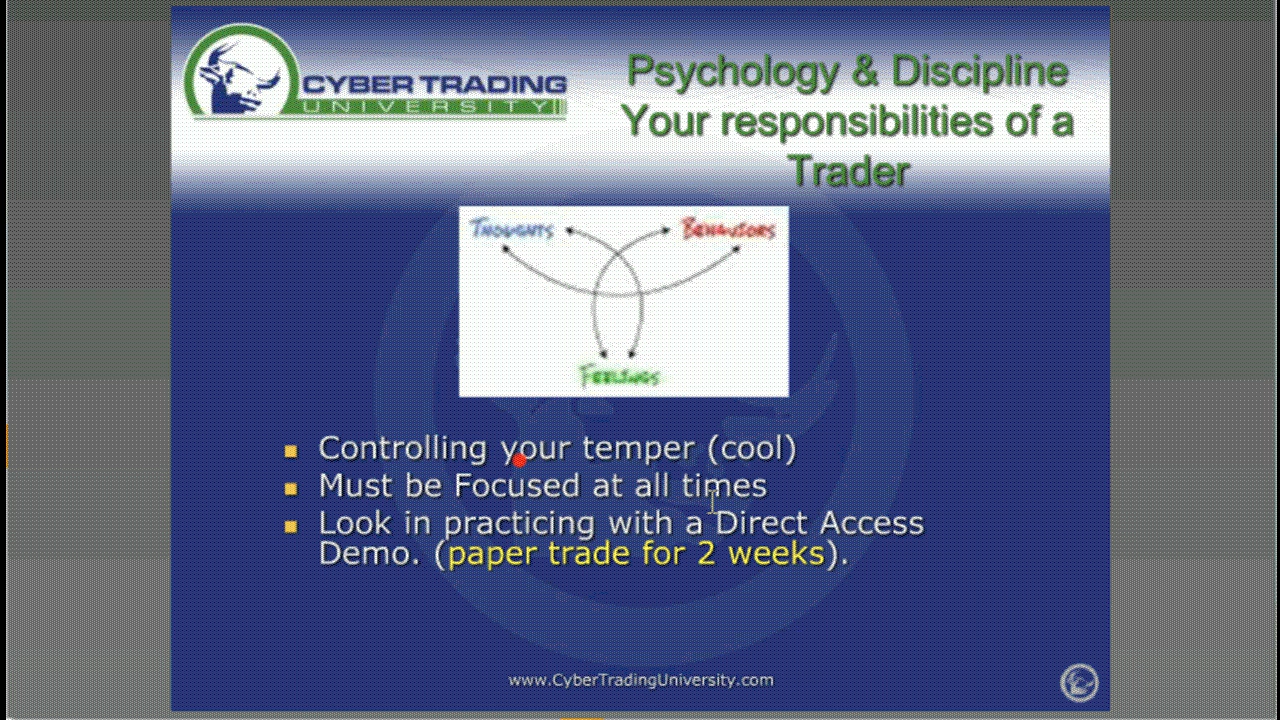 CYBER TRADING
UNIVERSITY
Psychology & Discipline
Your responsibilities of a
Trader
THOUGHTS
BEHAVIORS
FEELINGS
Controlling your temper (cool)
Must be Focused at all times
Look in practicing with a Direct Access
Demo. (paper trade for 2 weeks).
www.CyberTradingUniversity.com